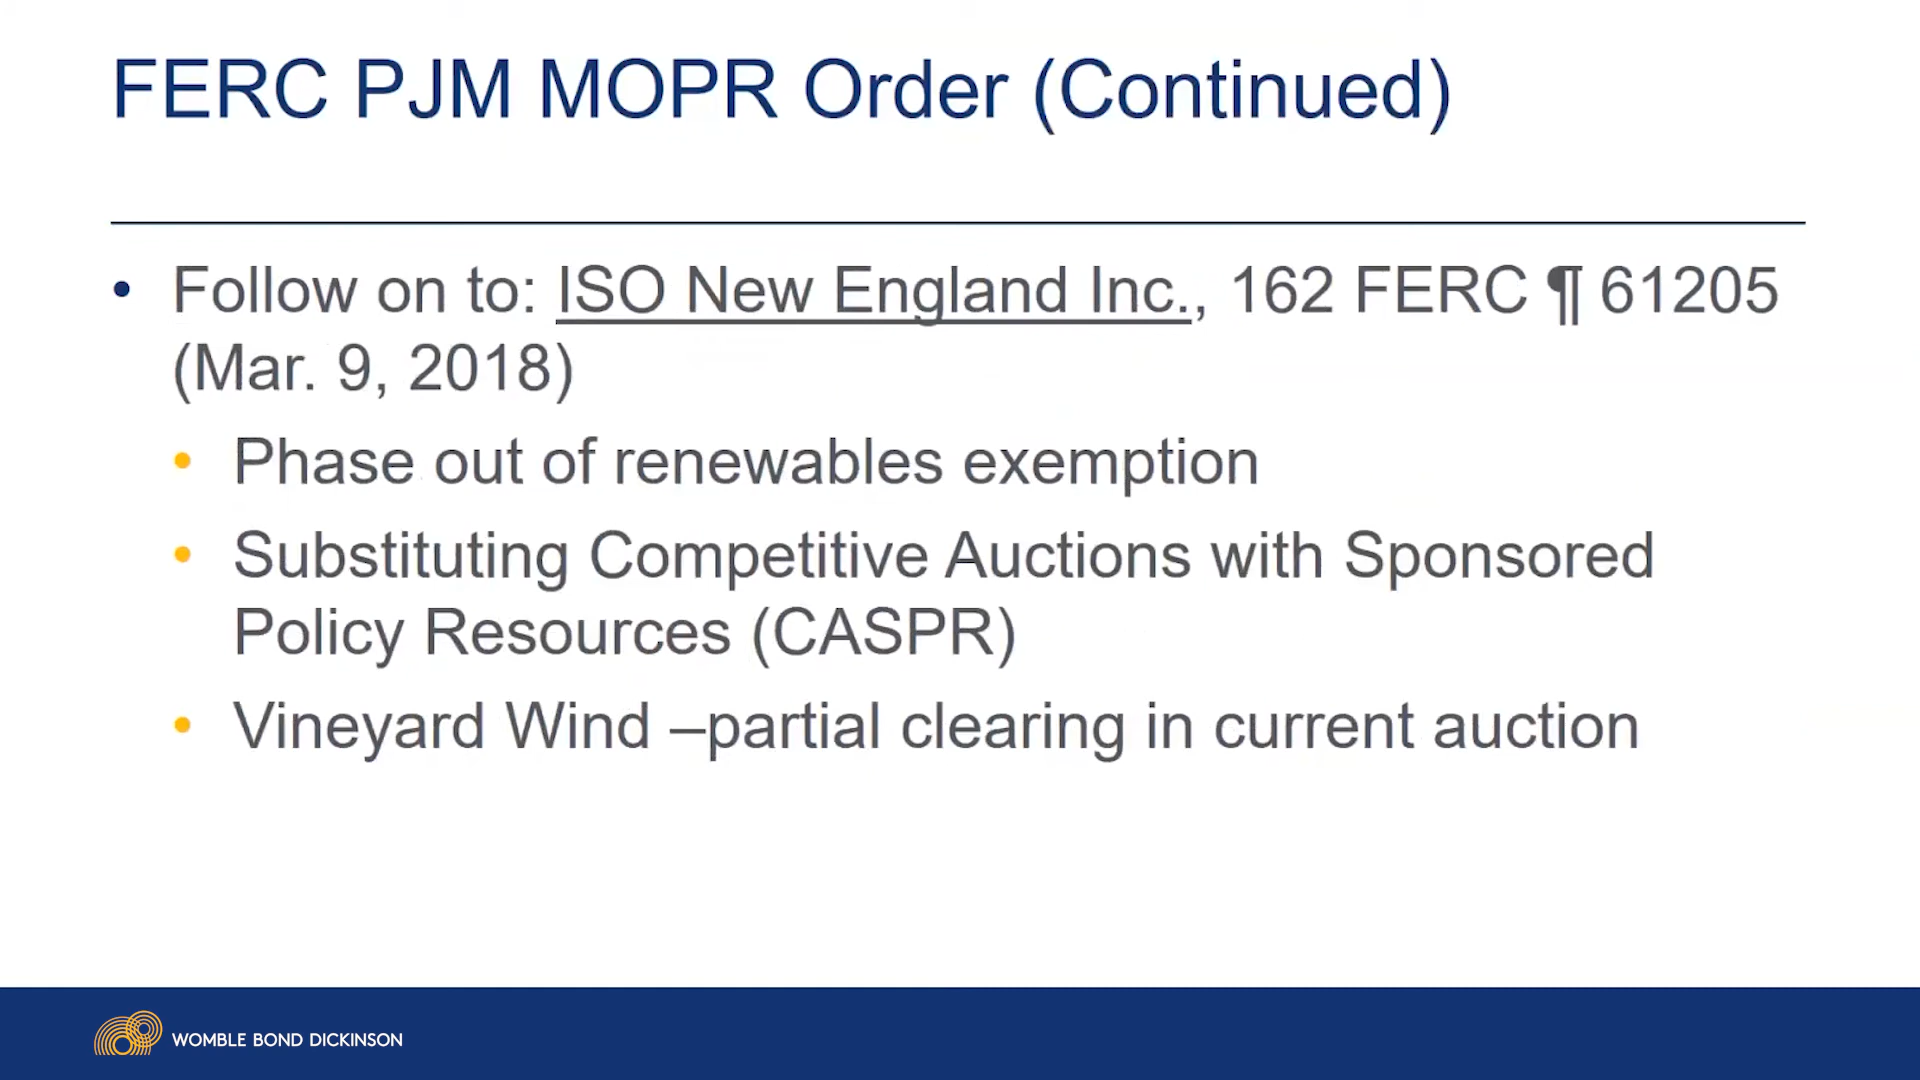 FERC PJM MOPR Order (Continued)
• Follow on to: ISO New England Inc., 162 FERC ¶ 61205
(Mar. 9, 2018)
• Phase out of renewables exemption
• Substituting Competitive Auctions with Sponsored
Policy Resources (CASPR)
• Vineyard Wind –partial clearing in current auction
WOMBLE BOND DICKINSON